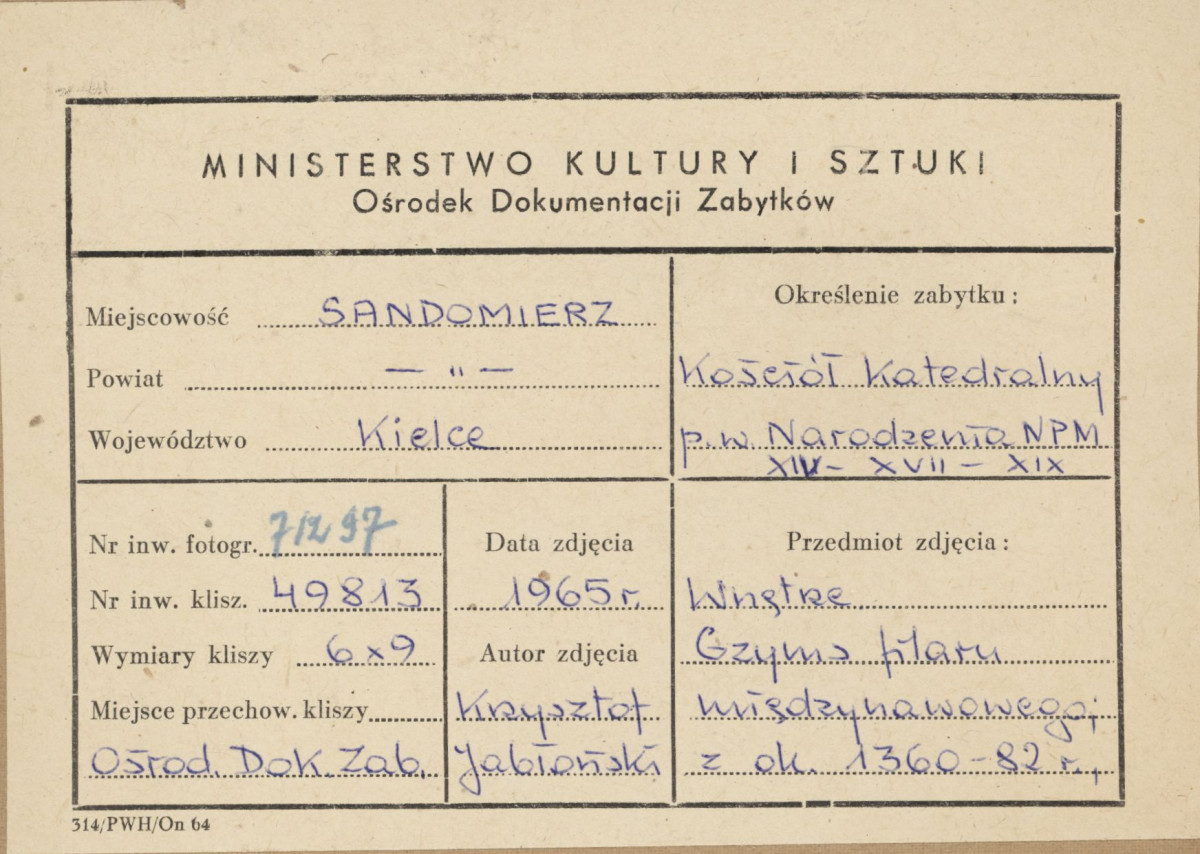 MINISTERSTWO KULTURY I SZTUKI
Ośrodek Dokumentacji Zabytków
Miejscowość SANDOMIERZ
Powiat — " —
Województwo Kielce
Określenie zabytku:
Kościół Katedralny
p.w. Narodzenia NPM
XIV - XVII - XIX
Nr inw. fotogr. 71297
Nr inw. klisz. 49813
Wymiary kliszy 6x9
Miejsce przechow. kliszy
Ośrod. Dok. Zab.
Data zdjęcia
1965 r.
Autor zdjęcia
Krzysztof
Jabłoński
Przedmiot zdjęcia:
Wnętrze
Gzyms filaru
międzynawowego;
z ok. 1360-82 r.,
314/PWH/On 64